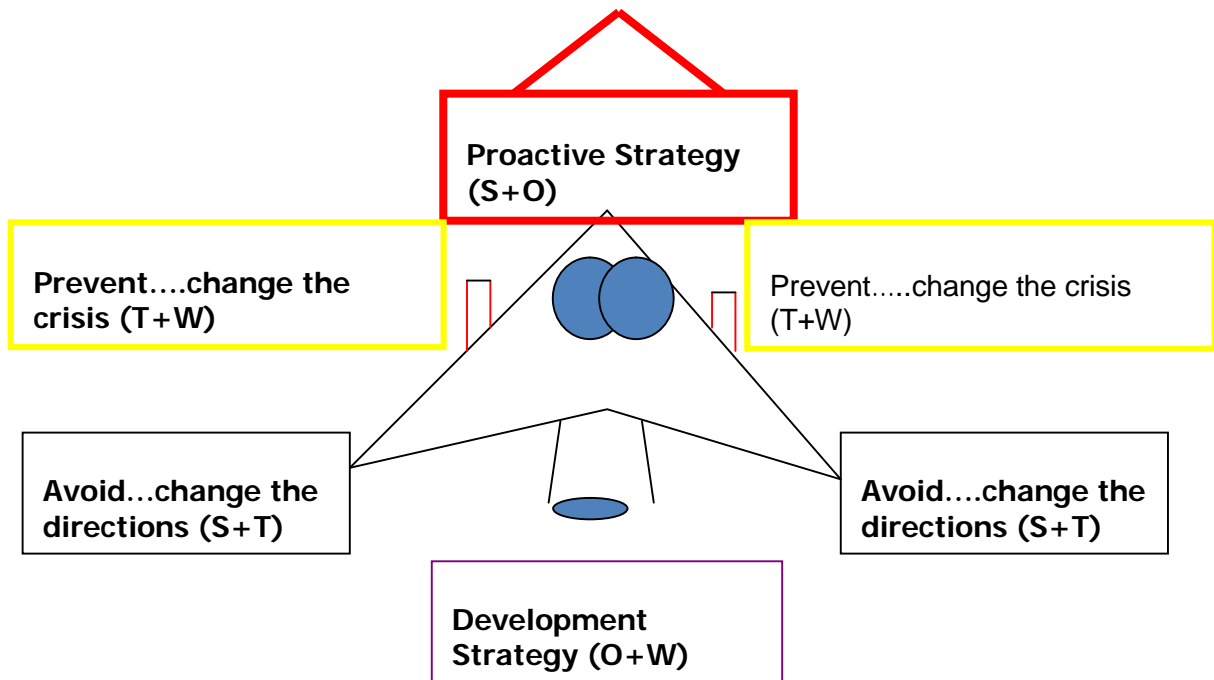 Proactive Strategy
(S+O)
Prevent....change the
crisis (T+W)
Prevent.....change the crisis
(T+W)
Avoid...change the
directions (S+T)
Avoid....change the
directions (S+T)
Development
Strategy (O+W)